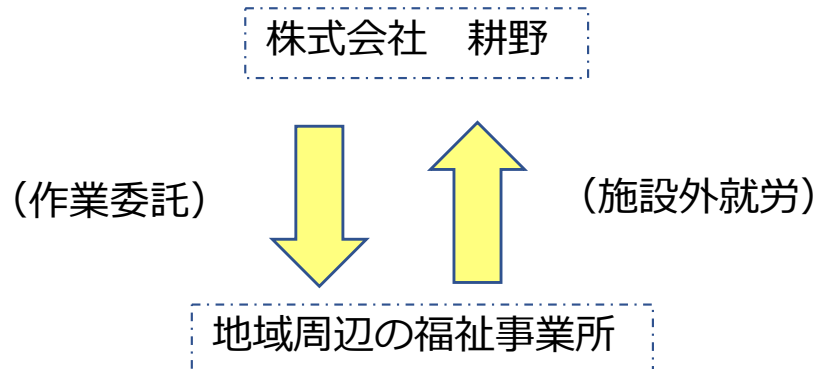 株式会社　耕野
（作業委託）
（施設外就労）
地域周辺の福祉事業所